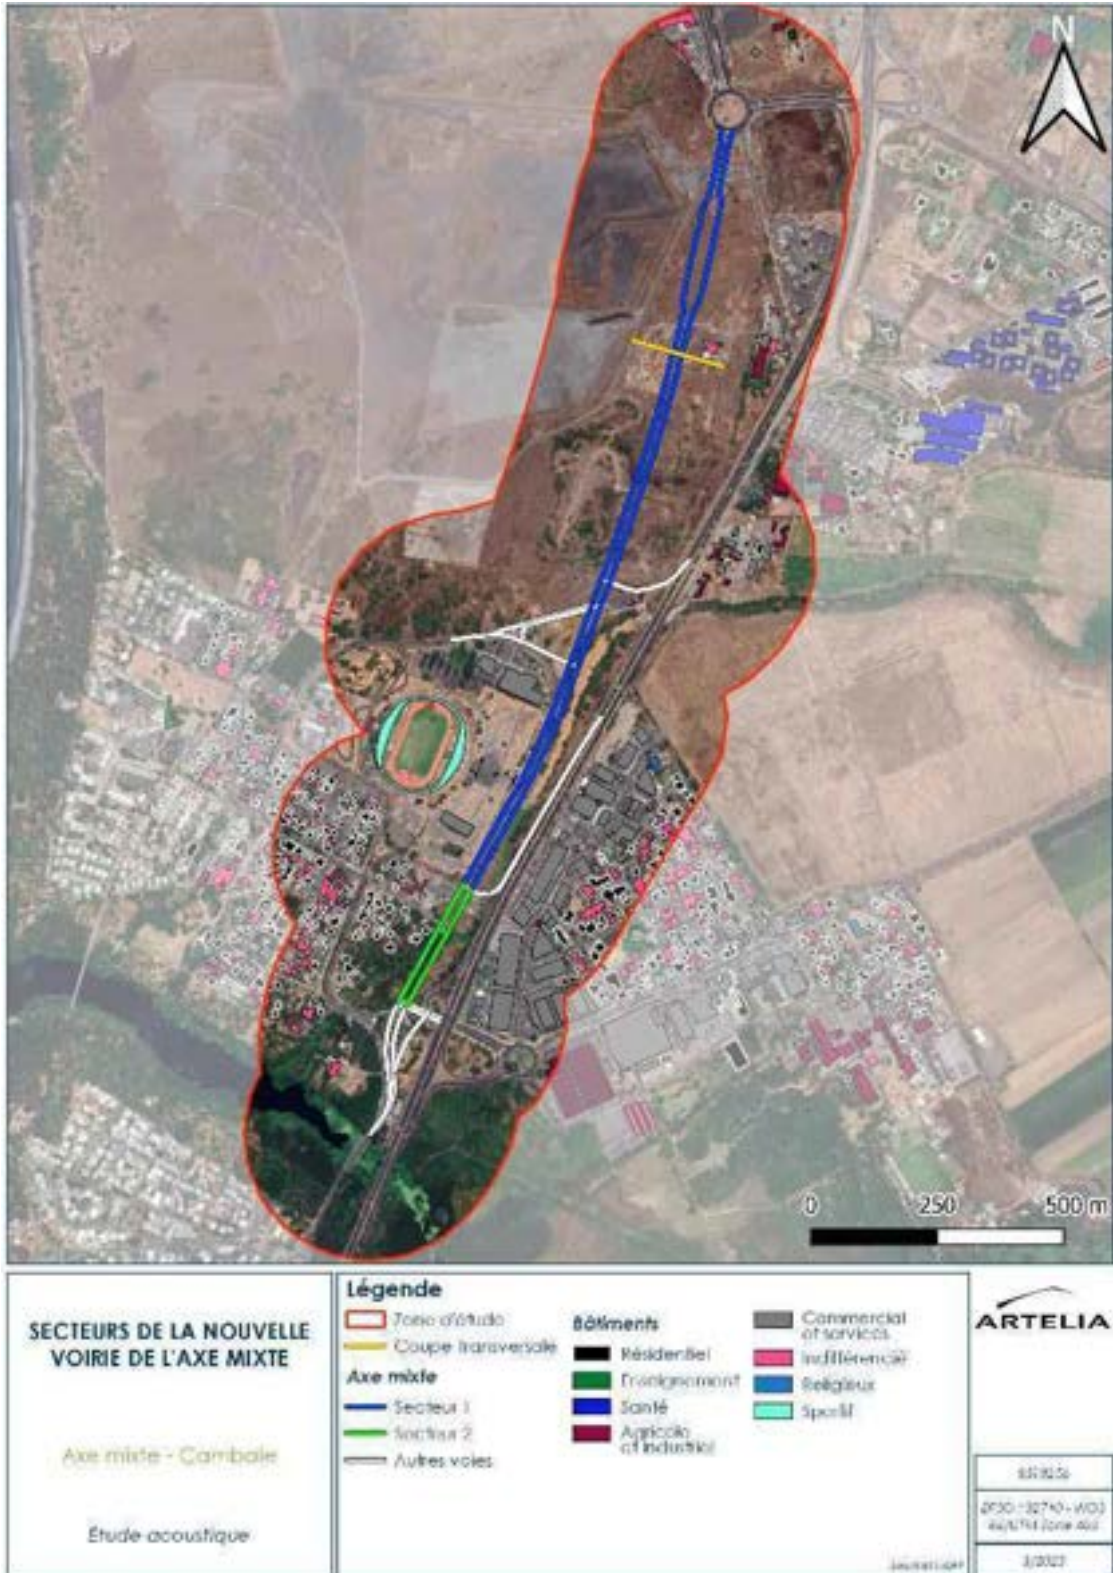 N
0 250 500 m
SECTEURS DE LA NOUVELLE
VOIRIE DE L'AXE MIXTE
Axe mixte - Cambaie
Étude acoustique
Légende
Zone d'étude
Coupe transversale
Axe mixte
Secteur 1
Secteur 2
Autres voies
Bâtiments
Résidentiel
Enseignement
Santé
Agricole
et industriel
Commercial
et services
Indifférencié
Religieux
Sportif
ARTELIA